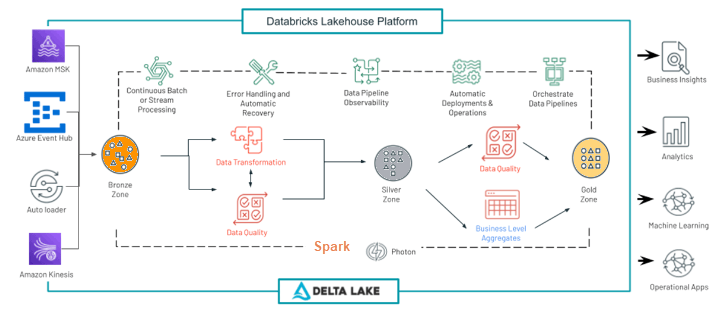 Databricks Lakehouse Platform
Amazon MSK
Azure Event Hub
Auto loader
Amazon Kinesis
Continuous Batch
or Stream
Processing
Error Handling and
Automatic
Recovery
Data Pipeline
Observability
Automatic
Deployments &
Operations
Orchestrate
Data Pipelines
Bronze
Zone
Data Transformation
Data Quality
Silver
Zone
Data Quality
Business Level
Aggregates
Gold
Zone
Spark
Photon
Business Insights
Analytics
Machine Learning
Operational Apps
DELTA LAKE